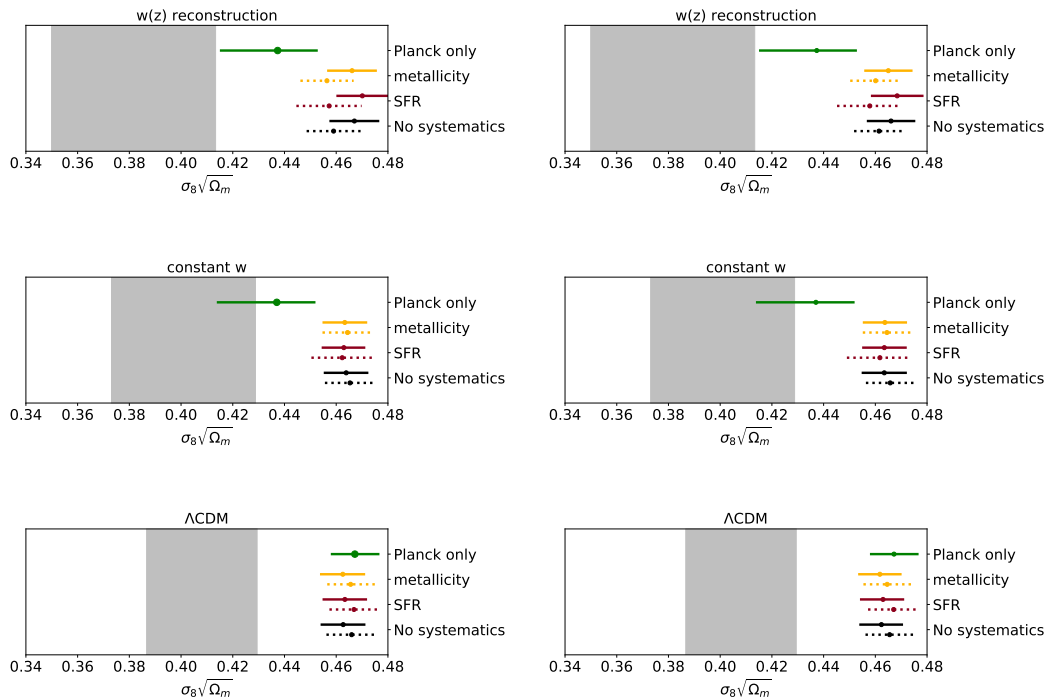 w(z) reconstruction
Planck only
metallicity
SFR
No systematics
0.34 0.36 0.38 0.40 0.42 0.44 0.46 0.48
σ₈√Ωₘ
w(z) reconstruction
Planck only
metallicity
SFR
No systematics
0.34 0.36 0.38 0.40 0.42 0.44 0.46 0.48
σ₈√Ωₘ
constant w
Planck only
metallicity
SFR
No systematics
0.34 0.36 0.38 0.40 0.42 0.44 0.46 0.48
σ₈√Ωₘ
constant w
Planck only
metallicity
SFR
No systematics
0.34 0.36 0.38 0.40 0.42 0.44 0.46 0.48
σ₈√Ωₘ
ΛCDM
Planck only
metallicity
SFR
No systematics
0.34 0.36 0.38 0.40 0.42 0.44 0.46 0.48
σ₈√Ωₘ
ΛCDM
Planck only
metallicity
SFR
No systematics
0.34 0.36 0.38 0.40 0.42 0.44 0.46 0.48
σ₈√Ωₘ